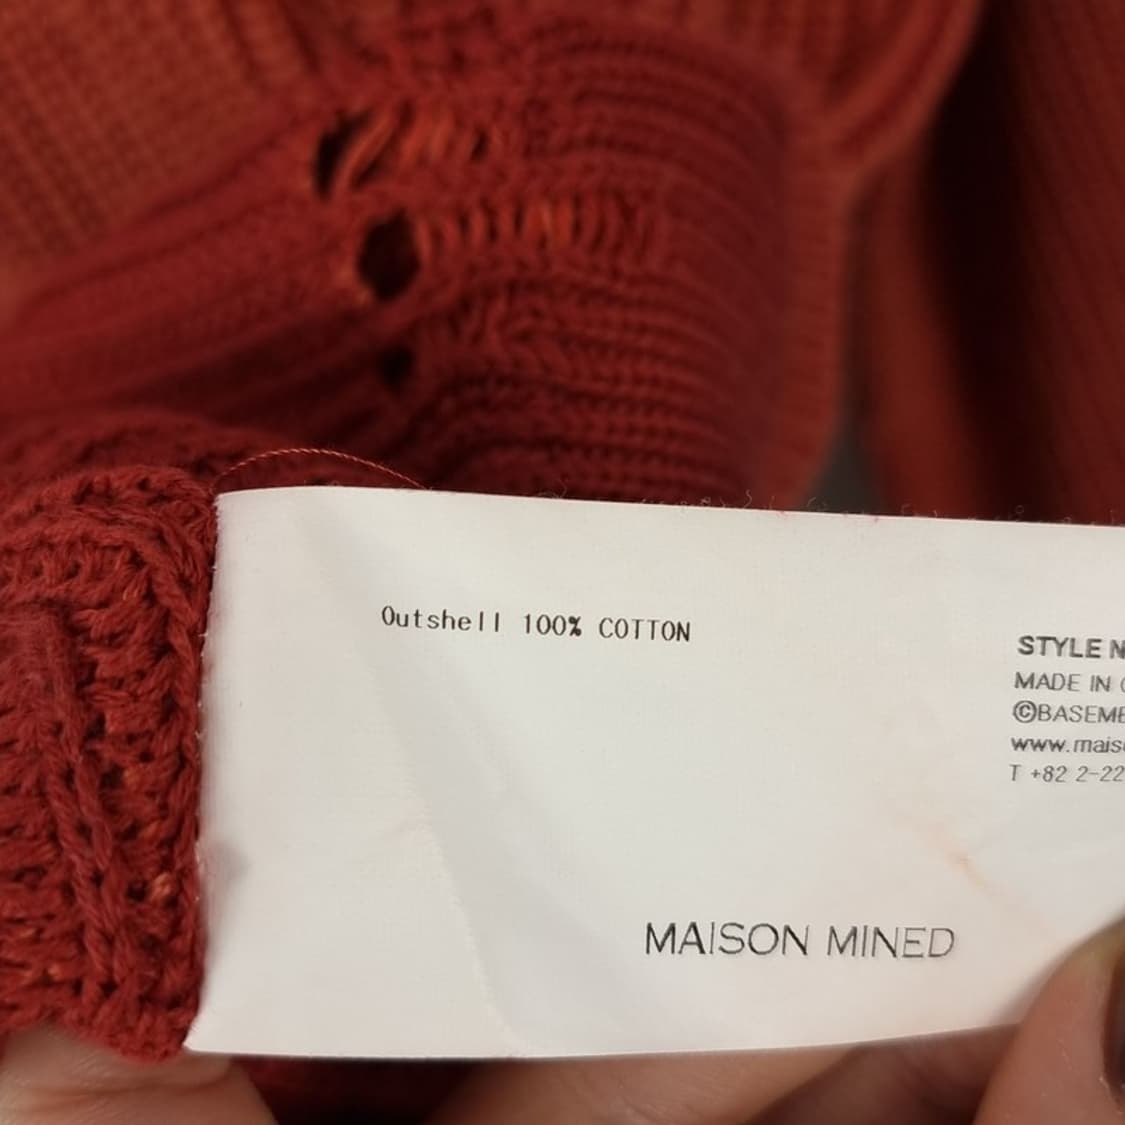 Outshell 100% COTTON
STYLE N
MADE IN
©BASEME
www.mais
T +82 2-22
MAISON MINED